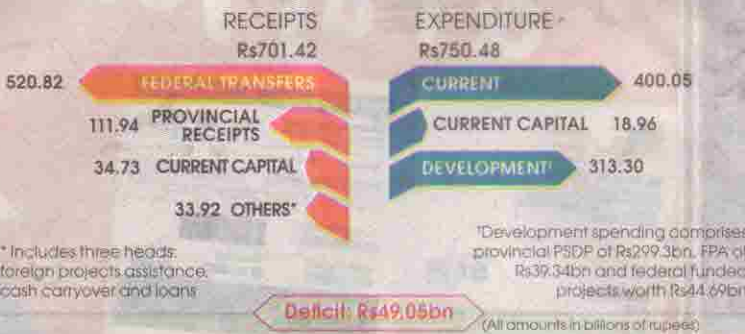 RECEIPTS
Rs701.42
520.82 FEDERAL TRANSFERS
111.94 PROVINCIAL RECEIPTS
34.73 CURRENT CAPITAL
33.92 OTHERS*
* Includes three heads:
foreign projects assistance,
cash carryover and loans
EXPENDITURE
Rs750.48
CURRENT 400.05
CURRENT CAPITAL 18.96
DEVELOPMENT† 313.30
†Development spending comprises
provincial PSDP of Rs299.3bn, FPA of
Rs39.34bn and federal funded
projects worth Rs44.69bn
Deficit: Rs49.05bn
(All amounts in billions of rupees)